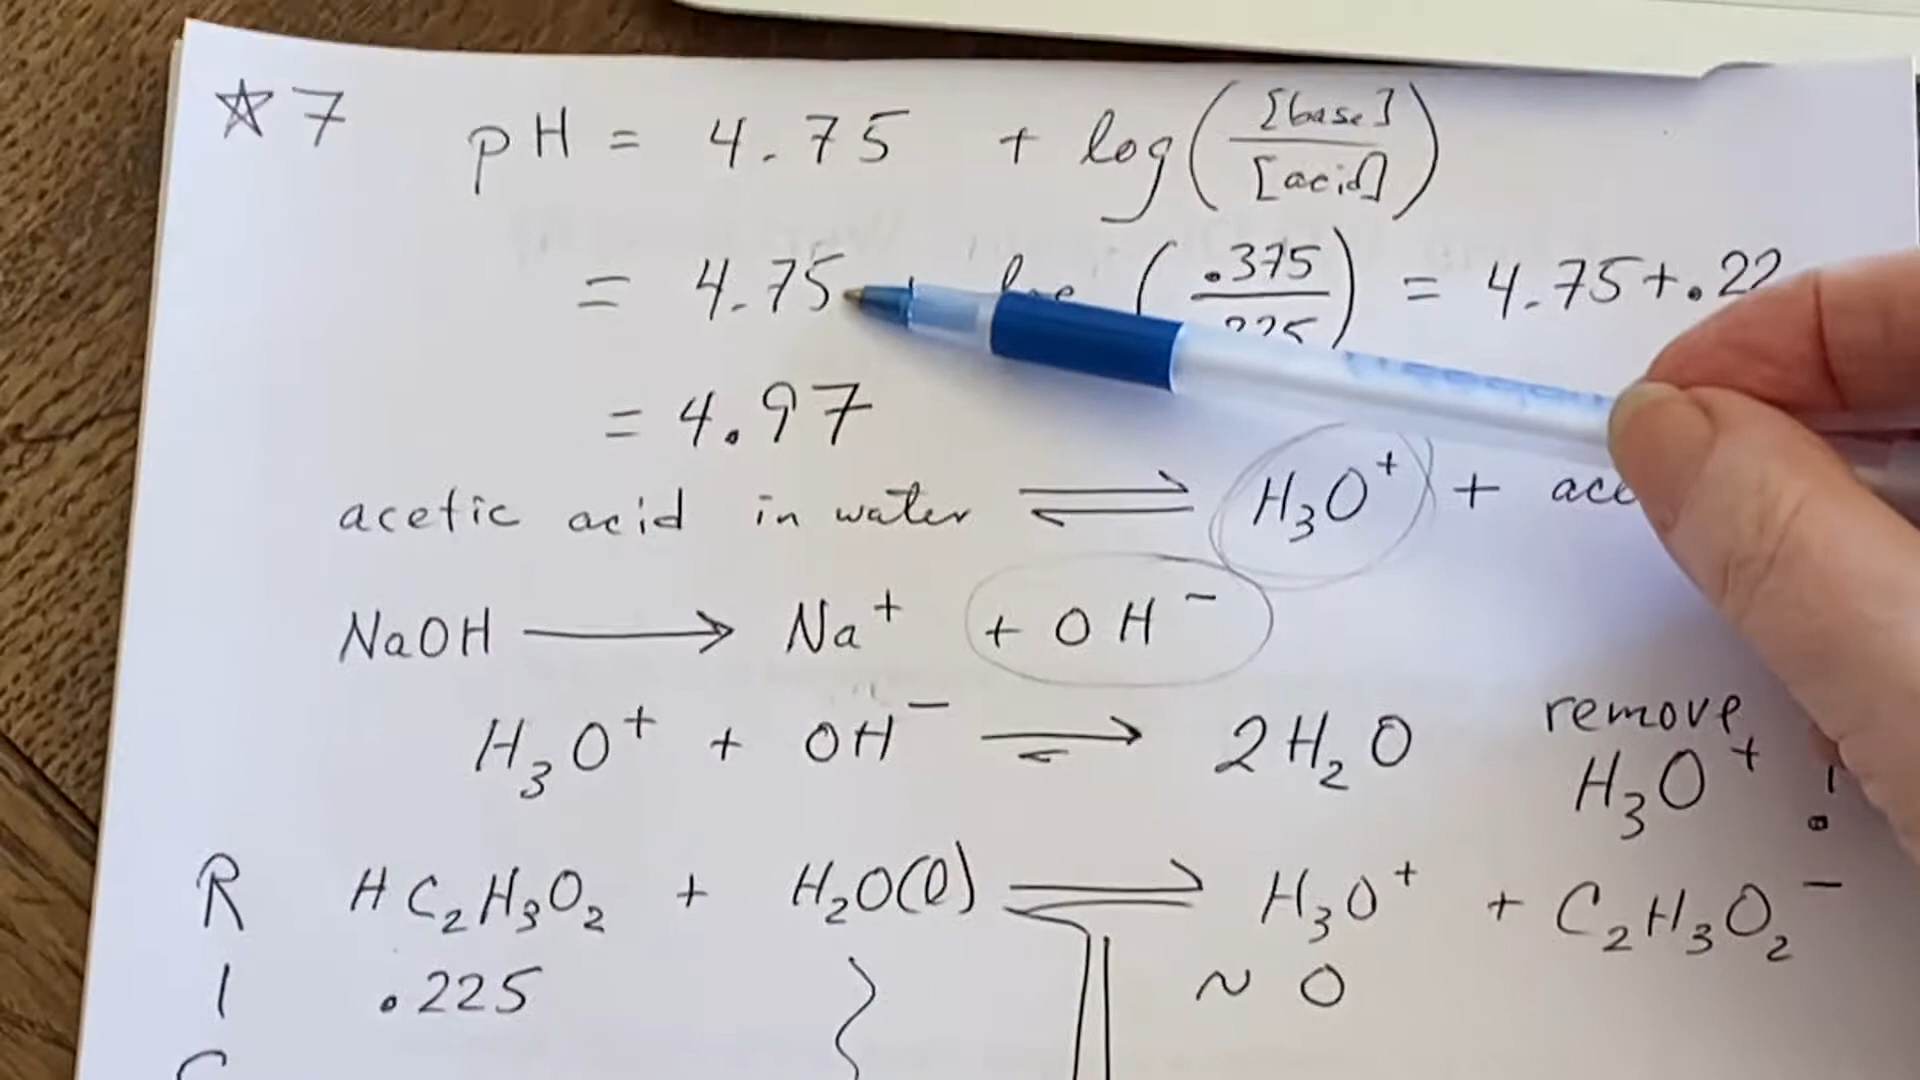 ☆7 pH = 4.75 + log([base]/[acid])
= 4.75 + log (.375/.225) = 4.75+.22
= 4.97
acetic acid in water ⇌ H₃O⁺ +
NaOH → Na⁺ + OH⁻
H₃O⁺ + OH⁻ ⇌ 2H₂O remove
H₃O⁺ !
R HC₂H₃O₂ + H₂O(l) ⇌ H₃O⁺ + C₂H₃O₂⁻
I .225 ~ 0
C